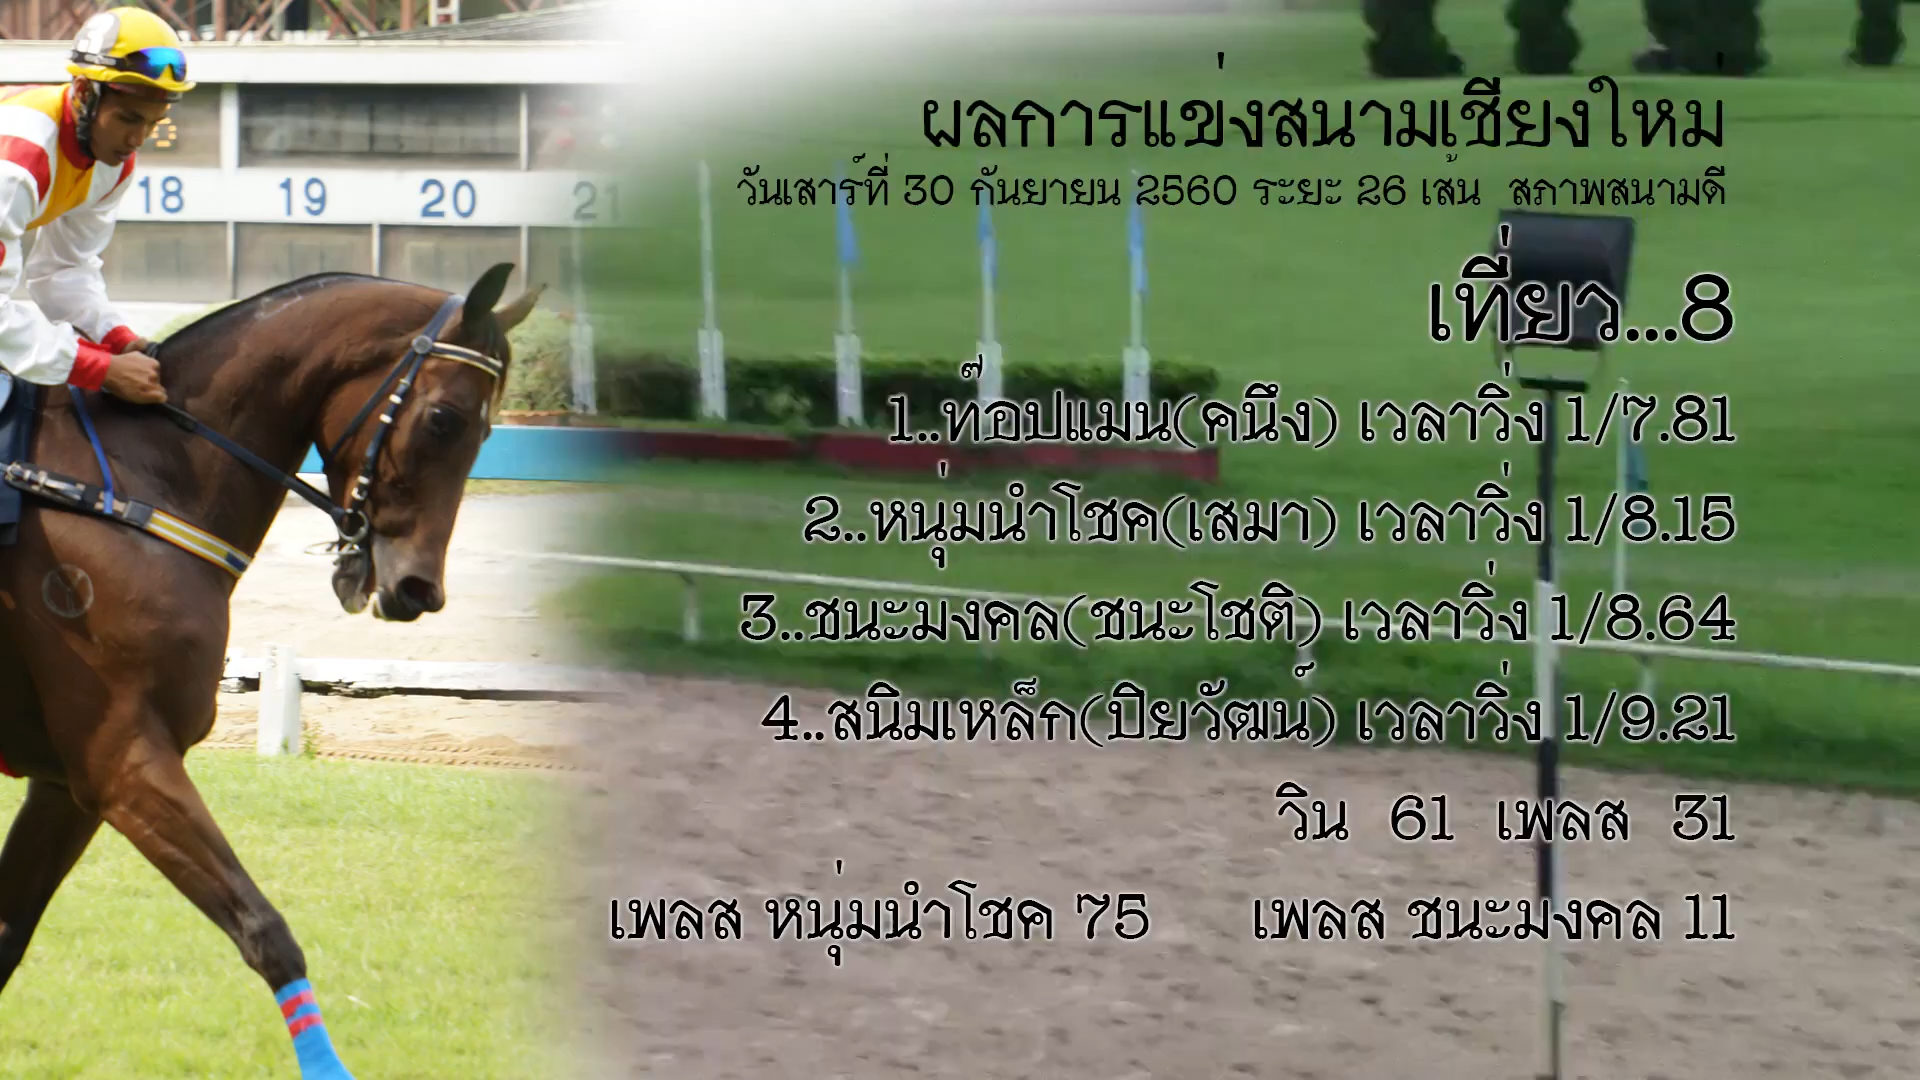 ผลการแข่งสนามเชียงใหม่
วันเสาร์ที่ 30 กันยายน 2560 ระยะ 26 เส้น สภาพสนามดี
เที่ยว...8
1..ท๊อปแมน(คนึง) เวลาวิ่ง 1/7.81
2..หนุ่มนำโชค(เสมา) เวลาวิ่ง 1/8.15
3..ชนะมงคล(ชนะโชติ) เวลาวิ่ง 1/8.64
4..สนิมเหล็ก(ปิยวัฒน์) เวลาวิ่ง 1/9.21
วิน 61 เพลส 31
เพลส หนุ่มนำโชค 75 เพลส ชนะมงคล 11
18 19 20 21